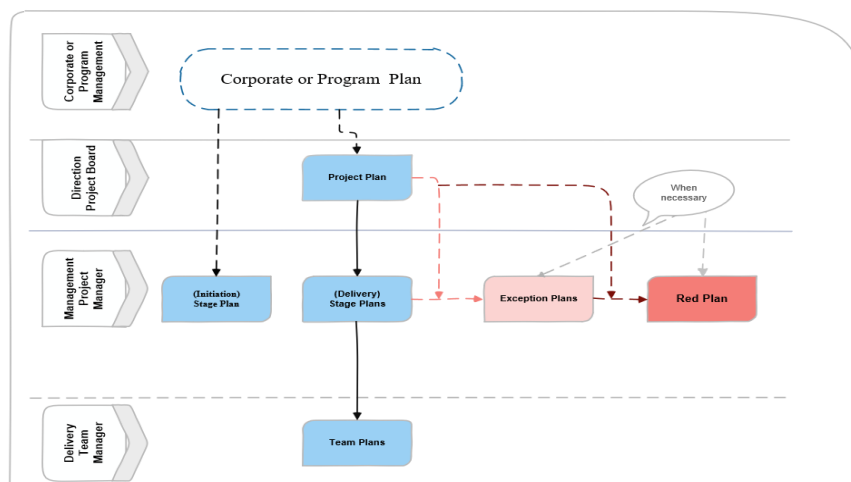 Corporate or
Program
Management
Corporate or Program Plan
Direction
Project Board
Project Plan
When
necessary
Management
Project
Manager
(Initiation)
Stage Plan
(Delivery)
Stage Plans
Exception Plans
Red Plan
Delivery
Team
Manager
Team Plans